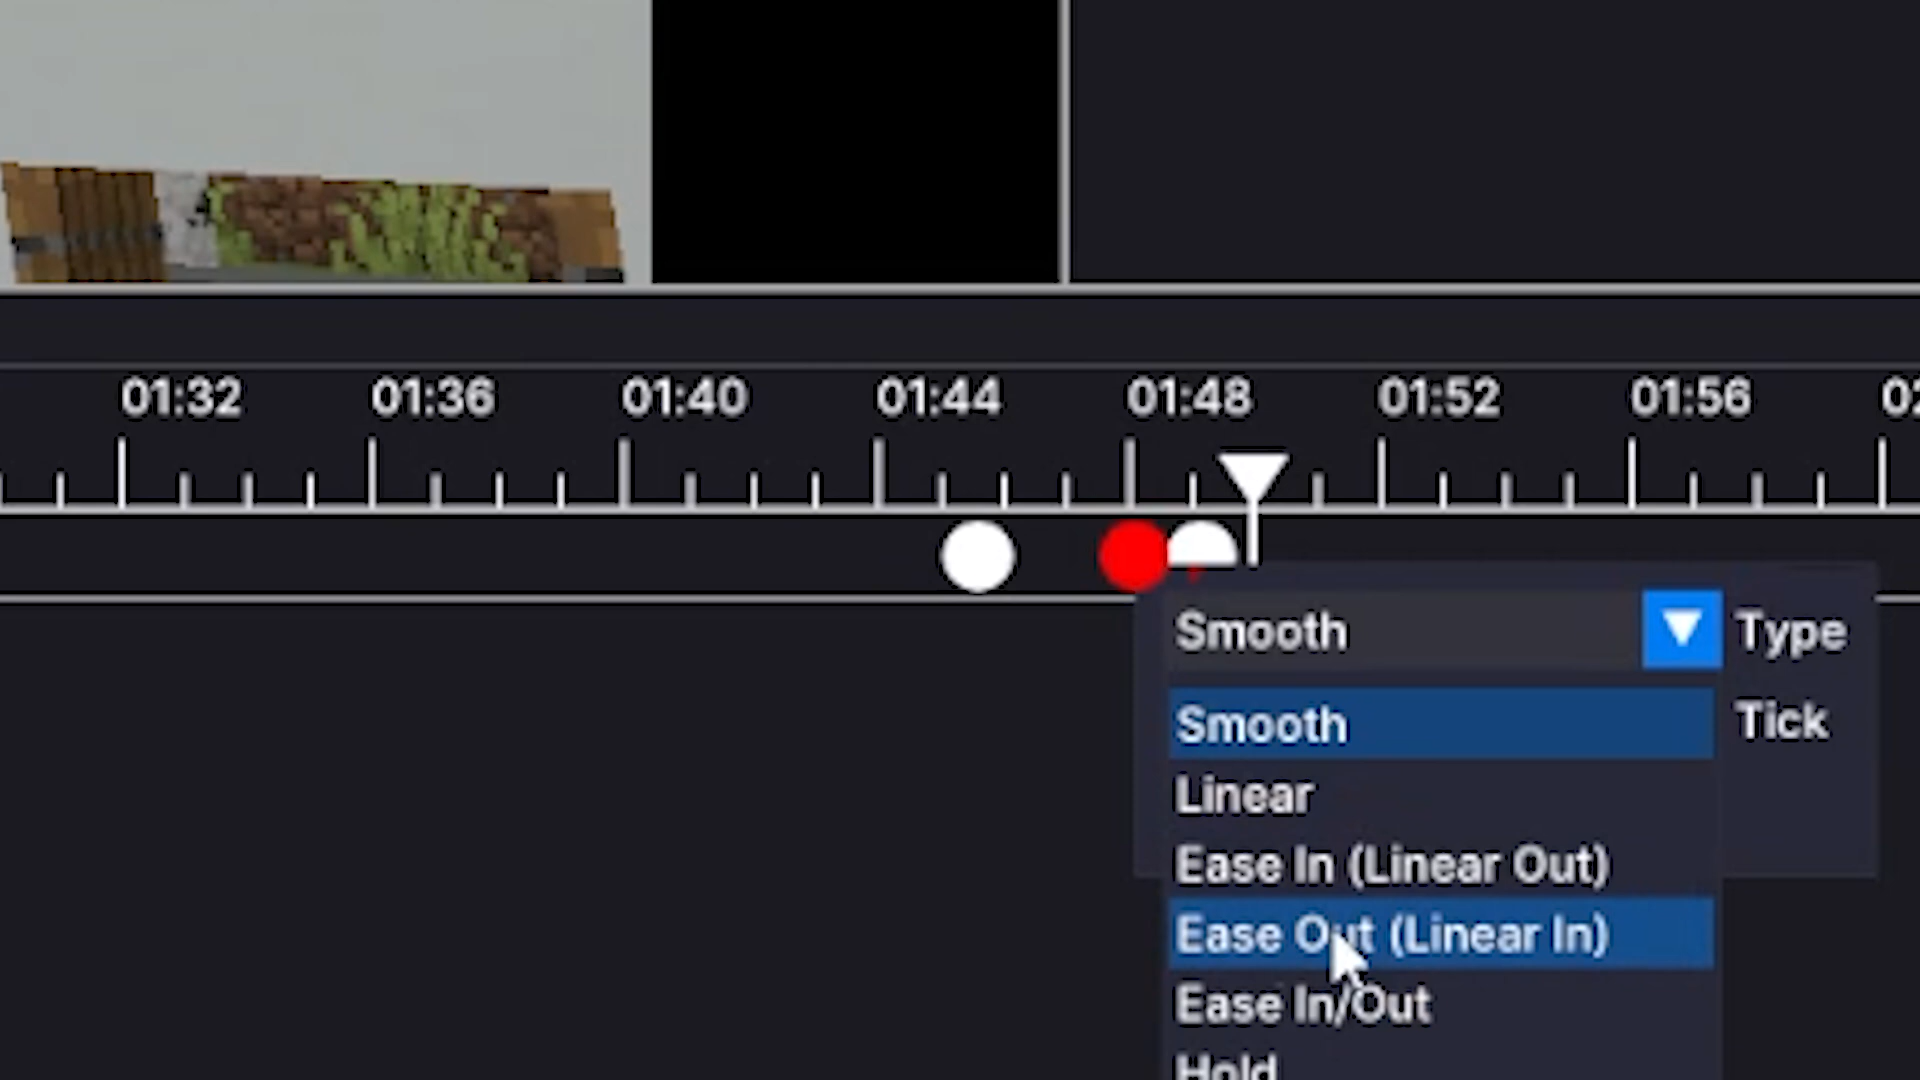 01:32 01:36 01:40 01:44 01:48 01:52 01:56 02
Smooth Type
Smooth Tick
Linear
Ease In (Linear Out)
Ease Out (Linear In)
Ease In/Out
Hold